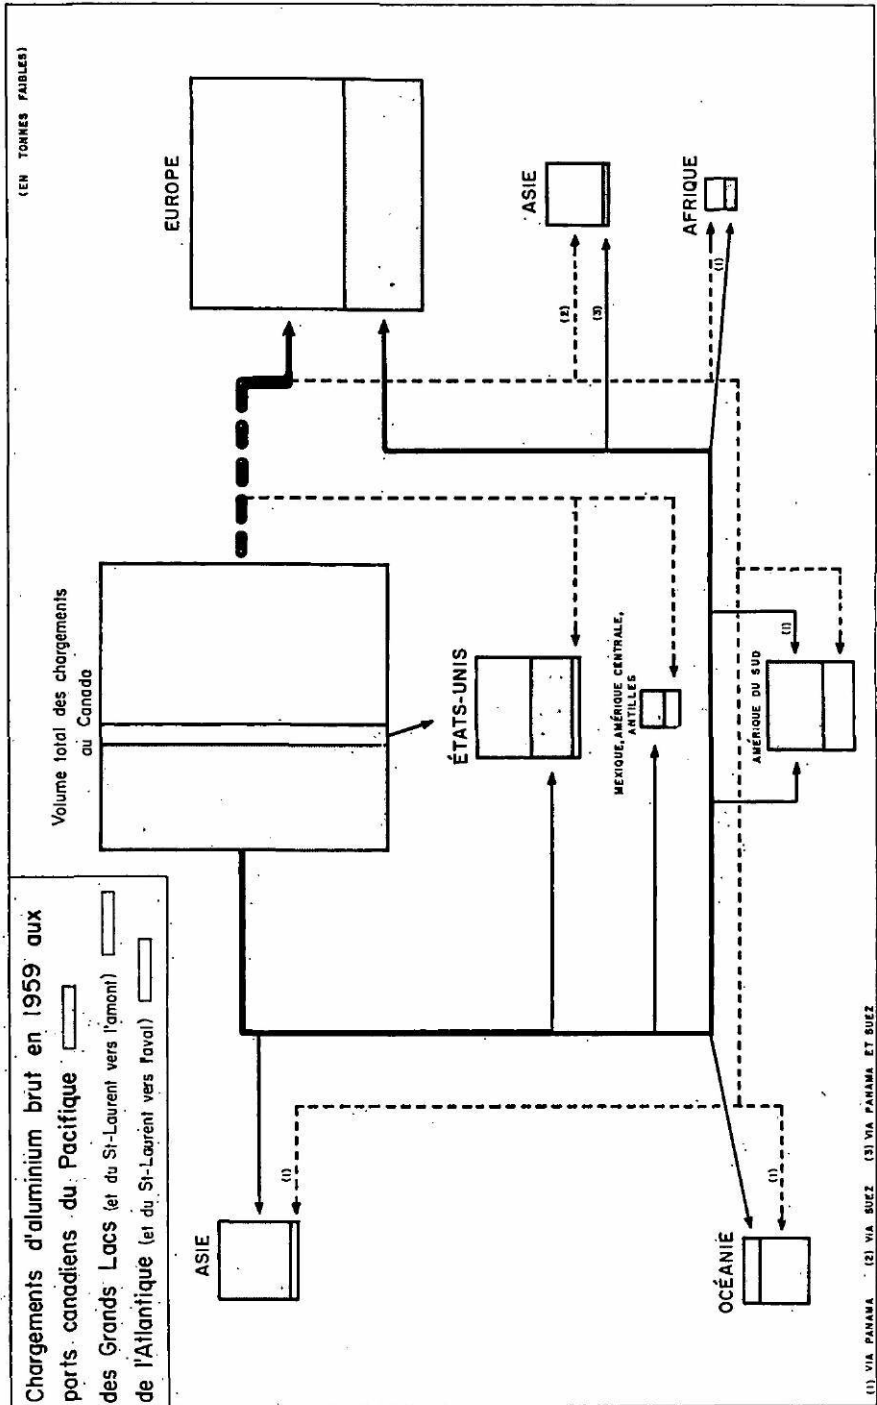 Chargements d'aluminium brut en 1959 aux
ports canadiens du Pacifique
des Grands Lacs (et du St-Laurent vers l'amont)
de l'Atlantique (et du St-Laurent vers l'aval)
(EN TONNES FAIBLES)
Volume total des chargements
au Canada
EUROPE
ASIE
(1)
ÉTATS-UNIS
ASIE
(2)
(3)
MEXIQUE, AMÉRIQUE CENTRALE,
ANTILLES
AFRIQUE
(1)
OCÉANIE
(1)
AMÉRIQUE DU SUD
(1)
(1) VIA PANAMA (2) VIA SUEZ (3) VIA PANAMA ET SUEZ